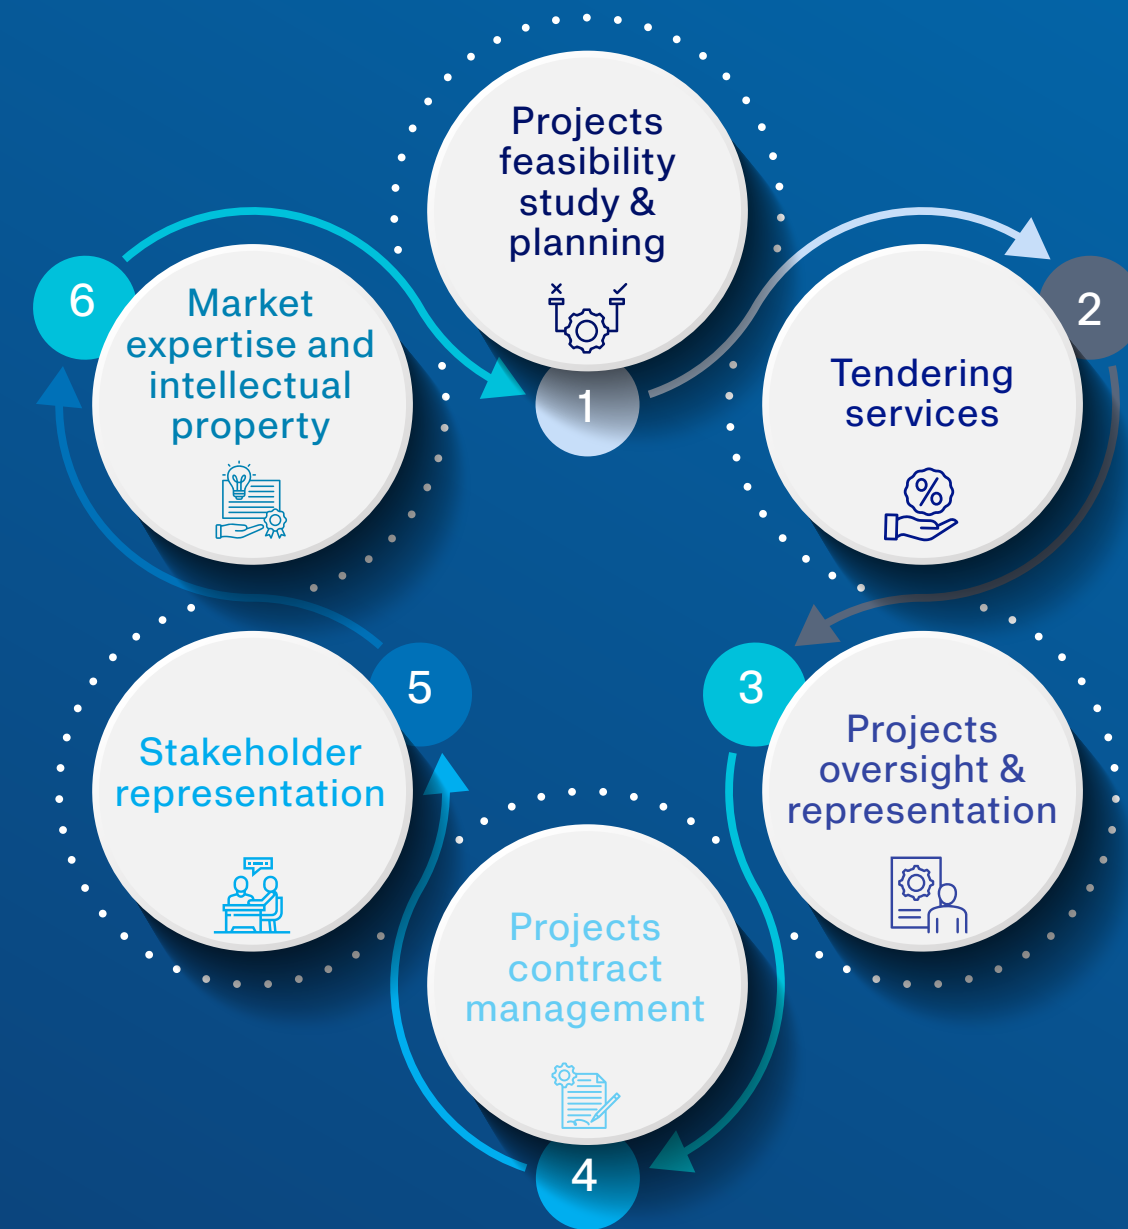 Projects
feasibility
study &
planning
1
Tendering
services
%
2
Projects
oversight &
representation
3
Projects
contract
management
4
Stakeholder
representation
5
Market
expertise and
intellectual
property
6